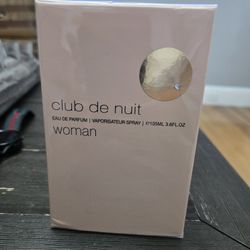 club de nuit
EAU DE PARFUM | VAPORISATEUR SPRAY | ℮105ML 3.6FL.OZ
woman